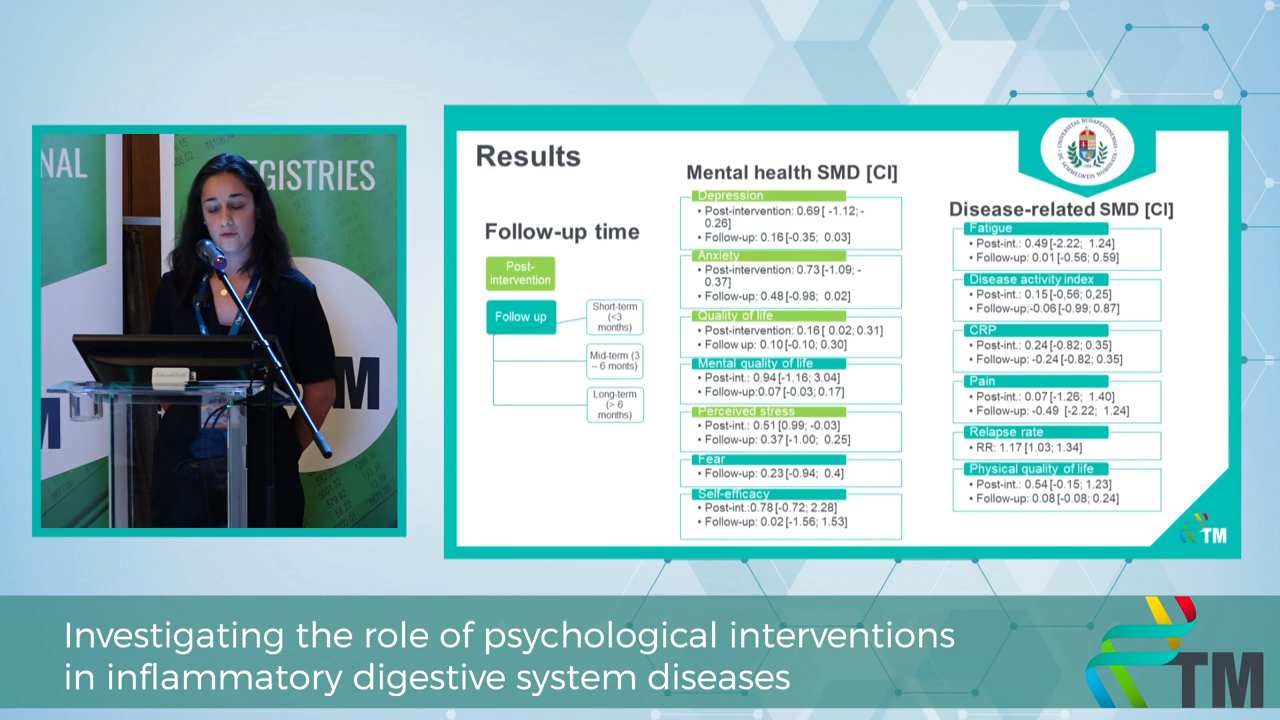 NAL
EGISTRIES
M
M
Results
Follow-up time
Post-
intervention
Follow up
Short-term
(<3
months)
Mid-term (3
– 6 monts)
Long-term
(> 6
months)
Mental health SMD [CI]
Depression
• Post-intervention: 0.69 [ -1.12; -
0.26]
• Follow-up: 0.16 [-0.35; 0.03]
Anxiety
• Post-intervention: 0.73 [-1.09; -
0.37]
• Follow-up: 0.48 [-0.98; 0.02]
Quality of life
• Post-intervention: 0.16 [ 0.02; 0.31]
• Follow up: 0.10 [-0.10; 0.30]
Mental quality of life
• Post-int.: 0.94 [-1.16; 3.04]
• Follow-up:0.07 [-0.03; 0.17]
Perceived stress
• Post-int.: 0.51 [0.99; -0.03]
• Follow-up: 0.37 [-1.00; 0.25]
Fear
• Follow-up: 0.23 [-0.94; 0.4]
Self-efficacy
• Post-int.:0.78 [-0.72; 2.28]
• Follow-up: 0.02 [-1.56; 1.53]
Disease-related SMD [CI]
Fatigue
• Post-int.: 0.49 [-2.22; 1.24]
• Follow-up: 0.01 [-0.56; 0.59]
Disease activity index
• Post-int.: 0.15 [-0,56; 0,25]
• Follow-up:-0.06 [-0.99; 0.87]
CRP
• Post-int.: 0.24 [-0.82; 0.35]
• Follow-up: -0.24 [-0.82; 0.35]
Pain
• Post-int.: 0.07 [-1.26; 1.40]
• Follow-up: -0.49 [-2.22; 1.24]
Relapse rate
• RR: 1.17 [1.03; 1.34]
Physical quality of life
• Post-int.: 0.54 [-0.15; 1.23]
• Follow-up: 0.08 [-0.08; 0.24]
TM
Investigating the role of psychological interventions
in inflammatory digestive system diseases
TM